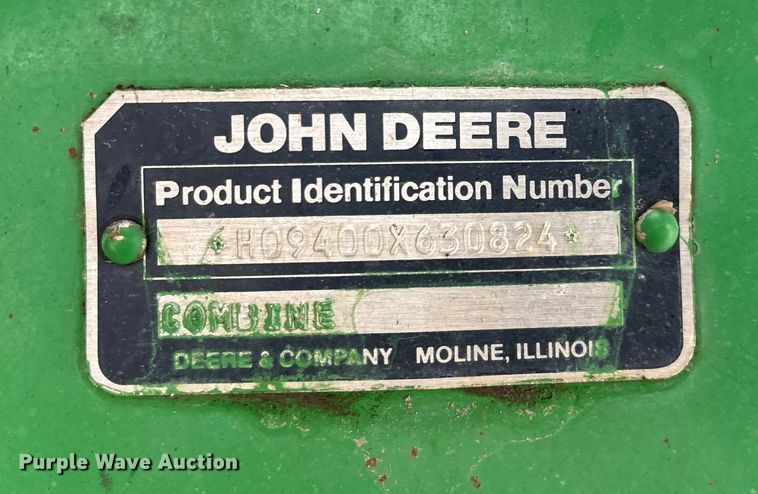 JOHN DEERE
Product Identification Number
*H09400X630824*
COMBINE
DEERE & COMPANY MOLINE, ILLINOIS
Purple Wave Auction